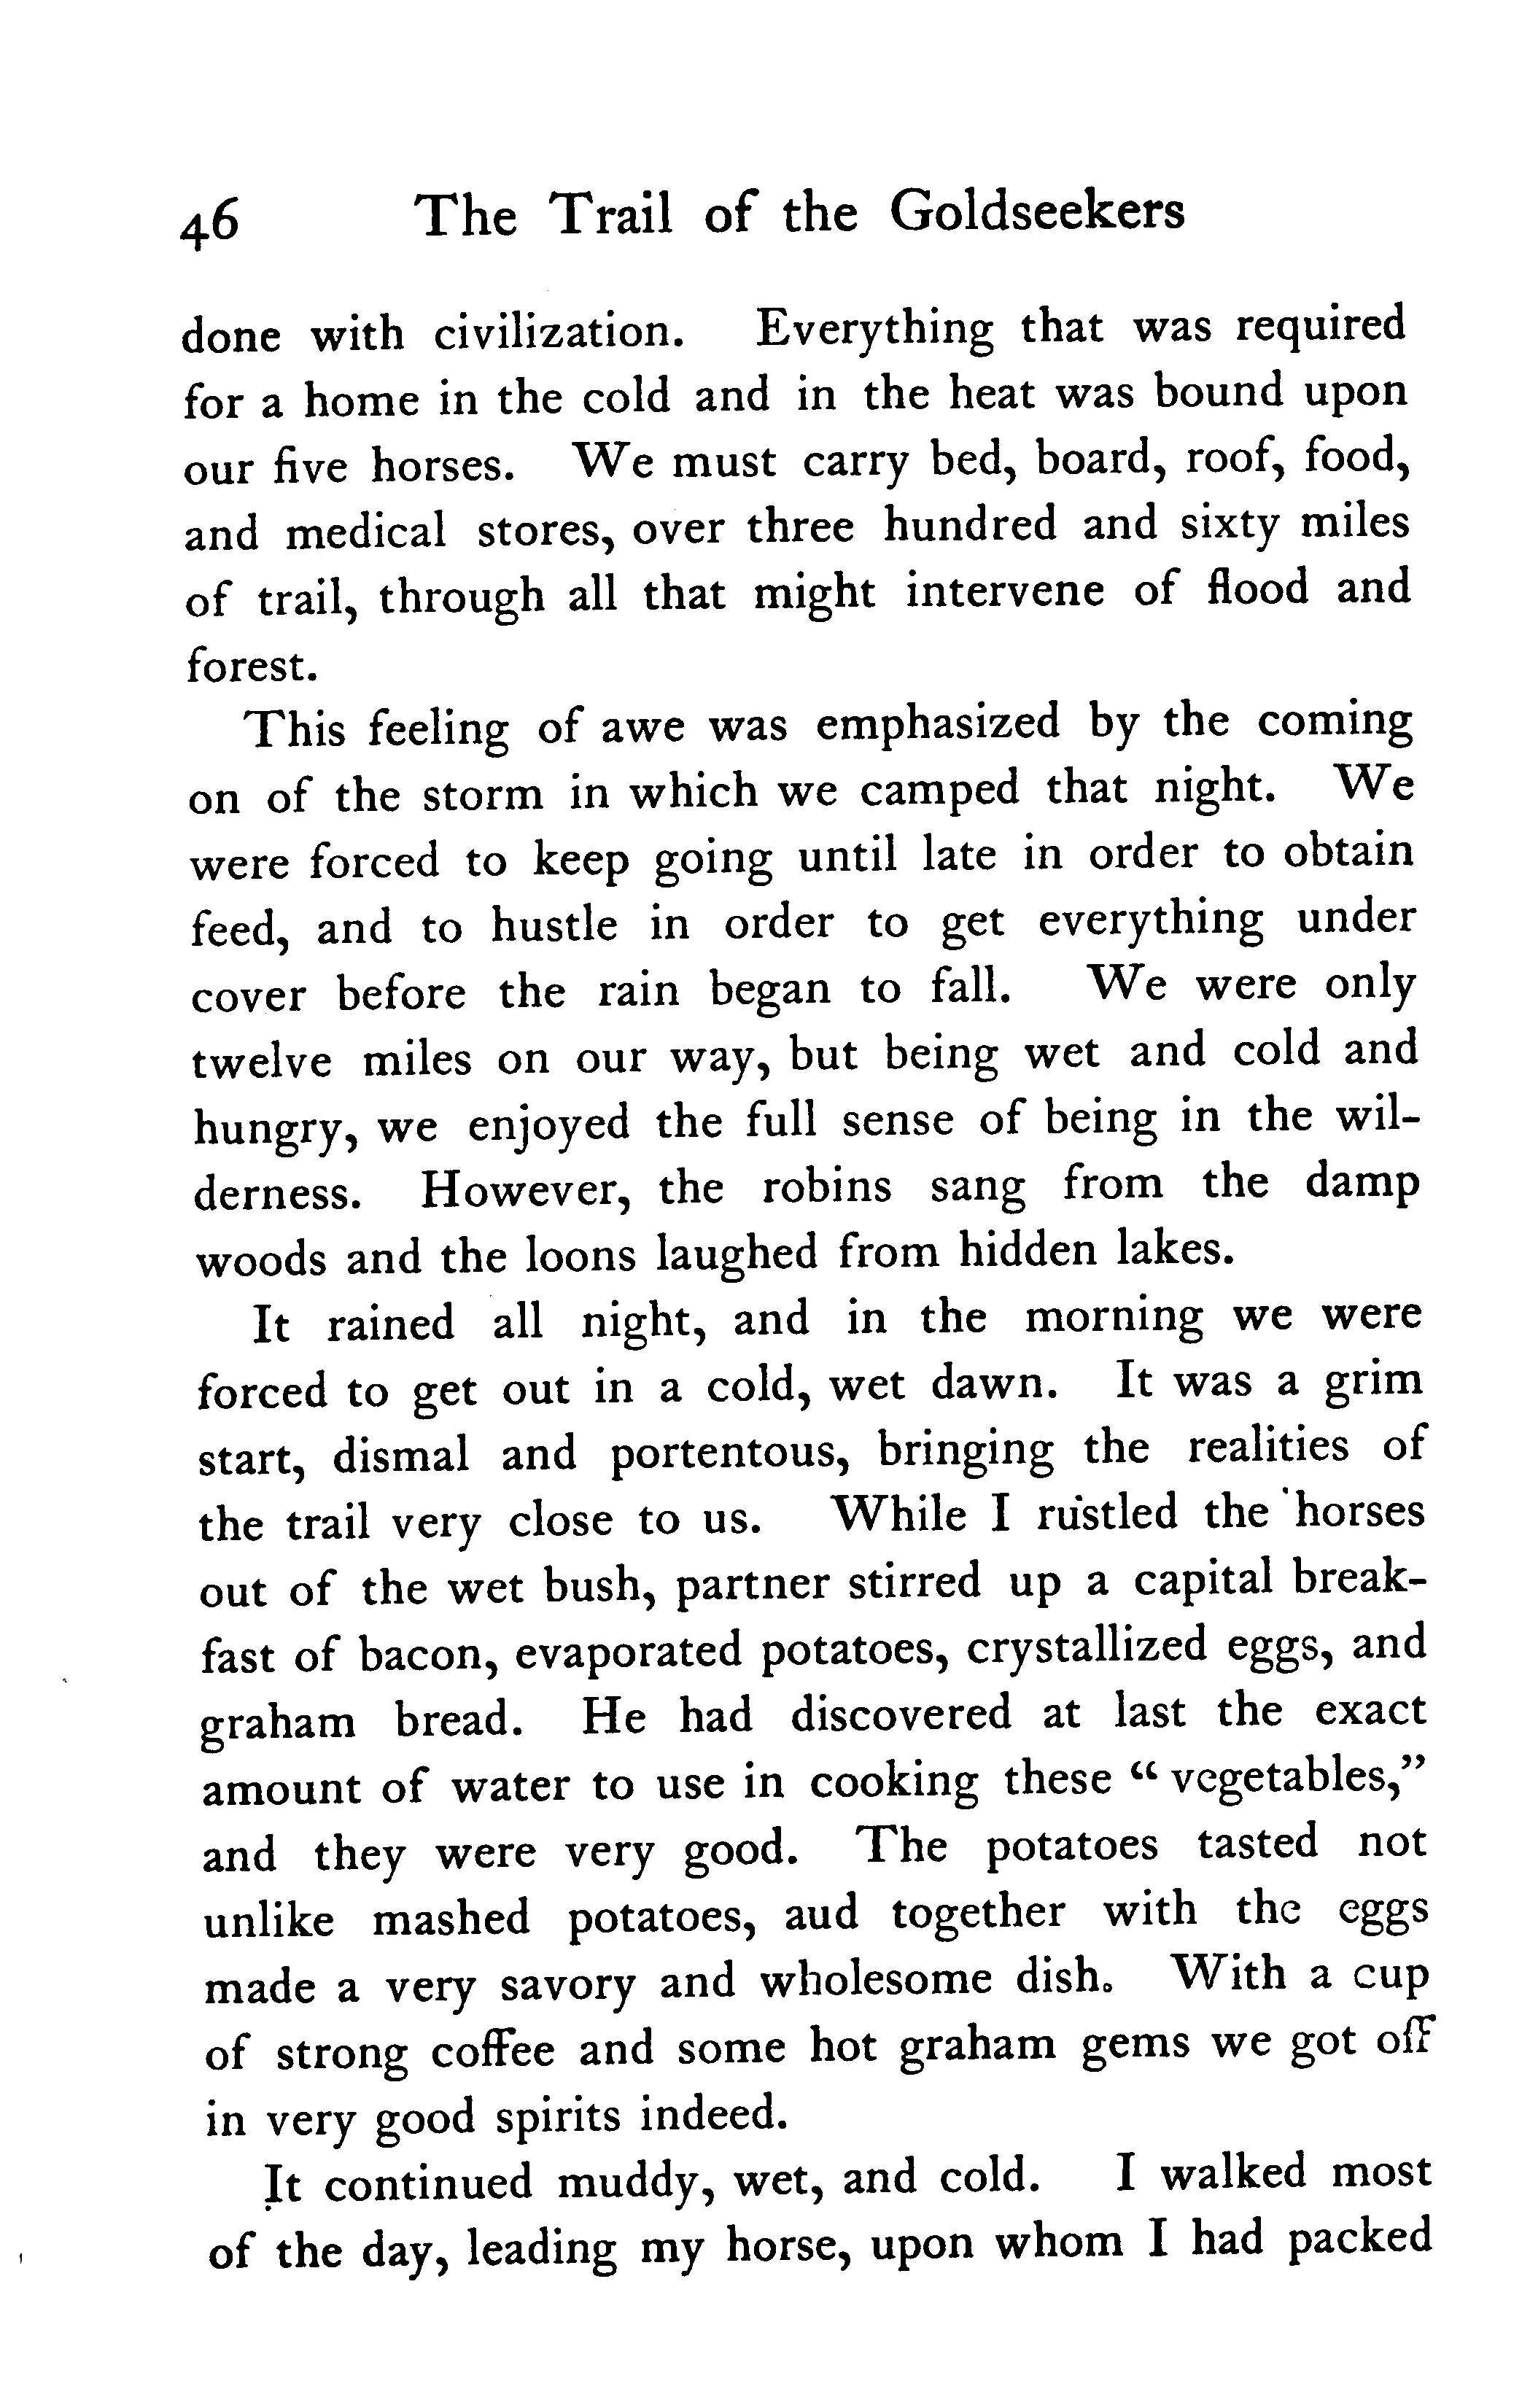 46 The Trail of the Goldseekers
done with civilization. Everything that was required
for a home in the cold and in the heat was bound upon
our five horses. We must carry bed, board, roof, food,
and medical stores, over three hundred and sixty miles
of trail, through all that might intervene of flood and
forest.
This feeling of awe was emphasized by the coming
on of the storm in which we camped that night. We
were forced to keep going until late in order to obtain
feed, and to hustle in order to get everything under
cover before the rain began to fall. We were only
twelve miles on our way, but being wet and cold and
hungry, we enjoyed the full sense of being in the wil-
derness. However, the robins sang from the damp
woods and the loons laughed from hidden lakes.
It rained all night, and in the morning we were
forced to get out in a cold, wet dawn. It was a grim
start, dismal and portentous, bringing the realities of
the trail very close to us. While I rustled the horses
out of the wet bush, partner stirred up a capital break-
fast of bacon, evaporated potatoes, crystallized eggs, and
graham bread. He had discovered at last the exact
amount of water to use in cooking these “ vegetables,”
and they were very good. The potatoes tasted not
unlike mashed potatoes, aud together with the eggs
made a very savory and wholesome dish. With a cup
of strong coffee and some hot graham gems we got off
in very good spirits indeed.
It continued muddy, wet, and cold. I walked most
of the day, leading my horse, upon whom I had packed